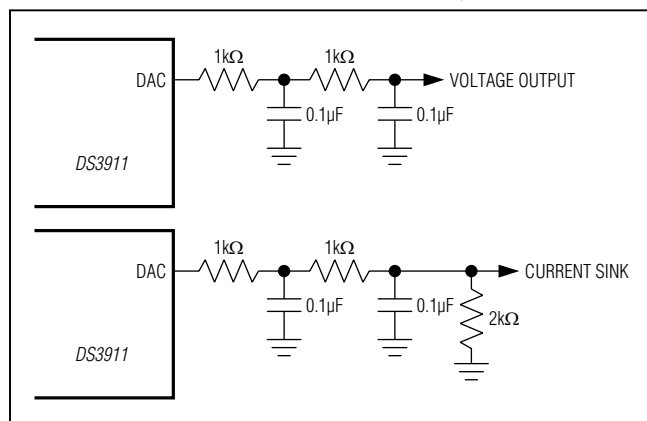 1kΩ 1kΩ
DAC VOLTAGE OUTPUT
0.1µF 0.1µF
DS3911
1kΩ 1kΩ
DAC CURRENT SINK
0.1µF 0.1µF 2kΩ
DS3911